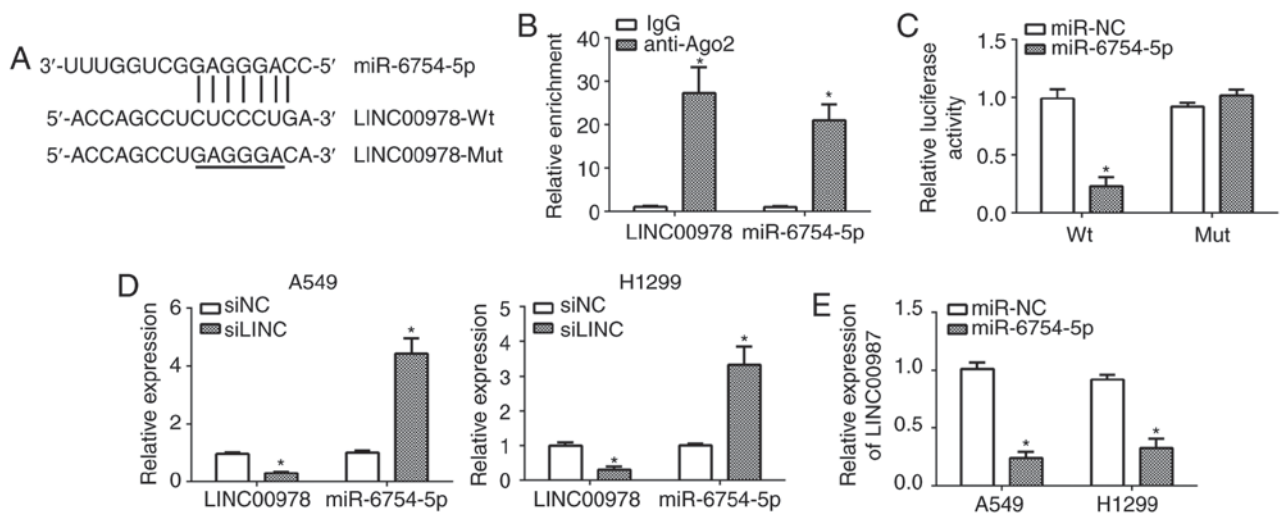 A
3′-UUUGGUCGGAGGGACC-5′ miR-6754-5p
5′-ACCAGCCUCUCCCUGA-3′ LINC00978-Wt
5′-ACCAGCCUGAGGGACA-3′ LINC00978-Mut
B
IgG
anti-Ago2
Relative enrichment
40
30
20
10
0
*
*
LINC00978 miR-6754-5p
C
miR-NC
miR-6754-5p
Relative luciferase
activity
1.5
1.0
0.5
0.0
*
Wt Mut
D
A549
siNC
siLINC
Relative expression
6
4
2
0
*
*
LINC00978 miR-6754-5p
H1299
siNC
siLINC
Relative expression
5
4
3
2
1
0
*
*
LINC00978 miR-6754-5p
E
miR-NC
miR-6754-5p
Relative expression
of LINC00987
1.5
1.0
0.5
0.0
*
*
A549 H1299